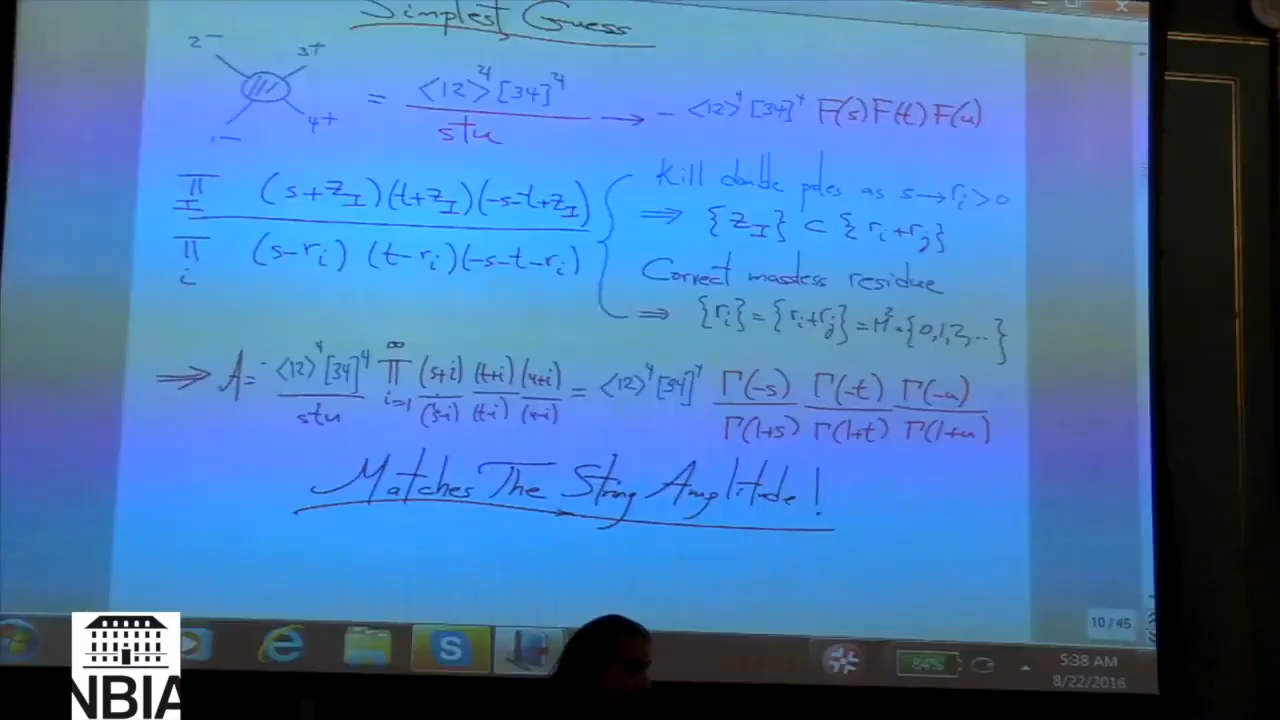 Simplest Guess
2⁻ 3⁺
= <12>⁴[34]⁴ / stu → - <12>⁴[34]⁴ F(s)F(t)F(u)
1⁻ 4⁺
Π_I (s+z_I)(t+z_I)(-s-t+z_I)
Π_i (s-r_i) (t-r_i)(-s-t-r_i)
Kill double poles as s→r_i>0
⇒ {z_I} ⊂ {r_i+r_j}
Correct massless residue
⇒ {r_i} = {r_i+r_j} = M²·{0,1,2,...}
⇒ A = - <12>⁴[34]⁴ / stu ∏_{i=1}^∞ (s+i)/(s-i) (t+i)/(t-i) (u+i)/(u-i) = <12>⁴[34]⁴ Γ(-s)/Γ(1+s) Γ(-t)/Γ(1+t) Γ(-u)/Γ(1+u)
Matches The String Amplitude!
10 / 45
84%
5:38 AM
8/22/2016
NBIA